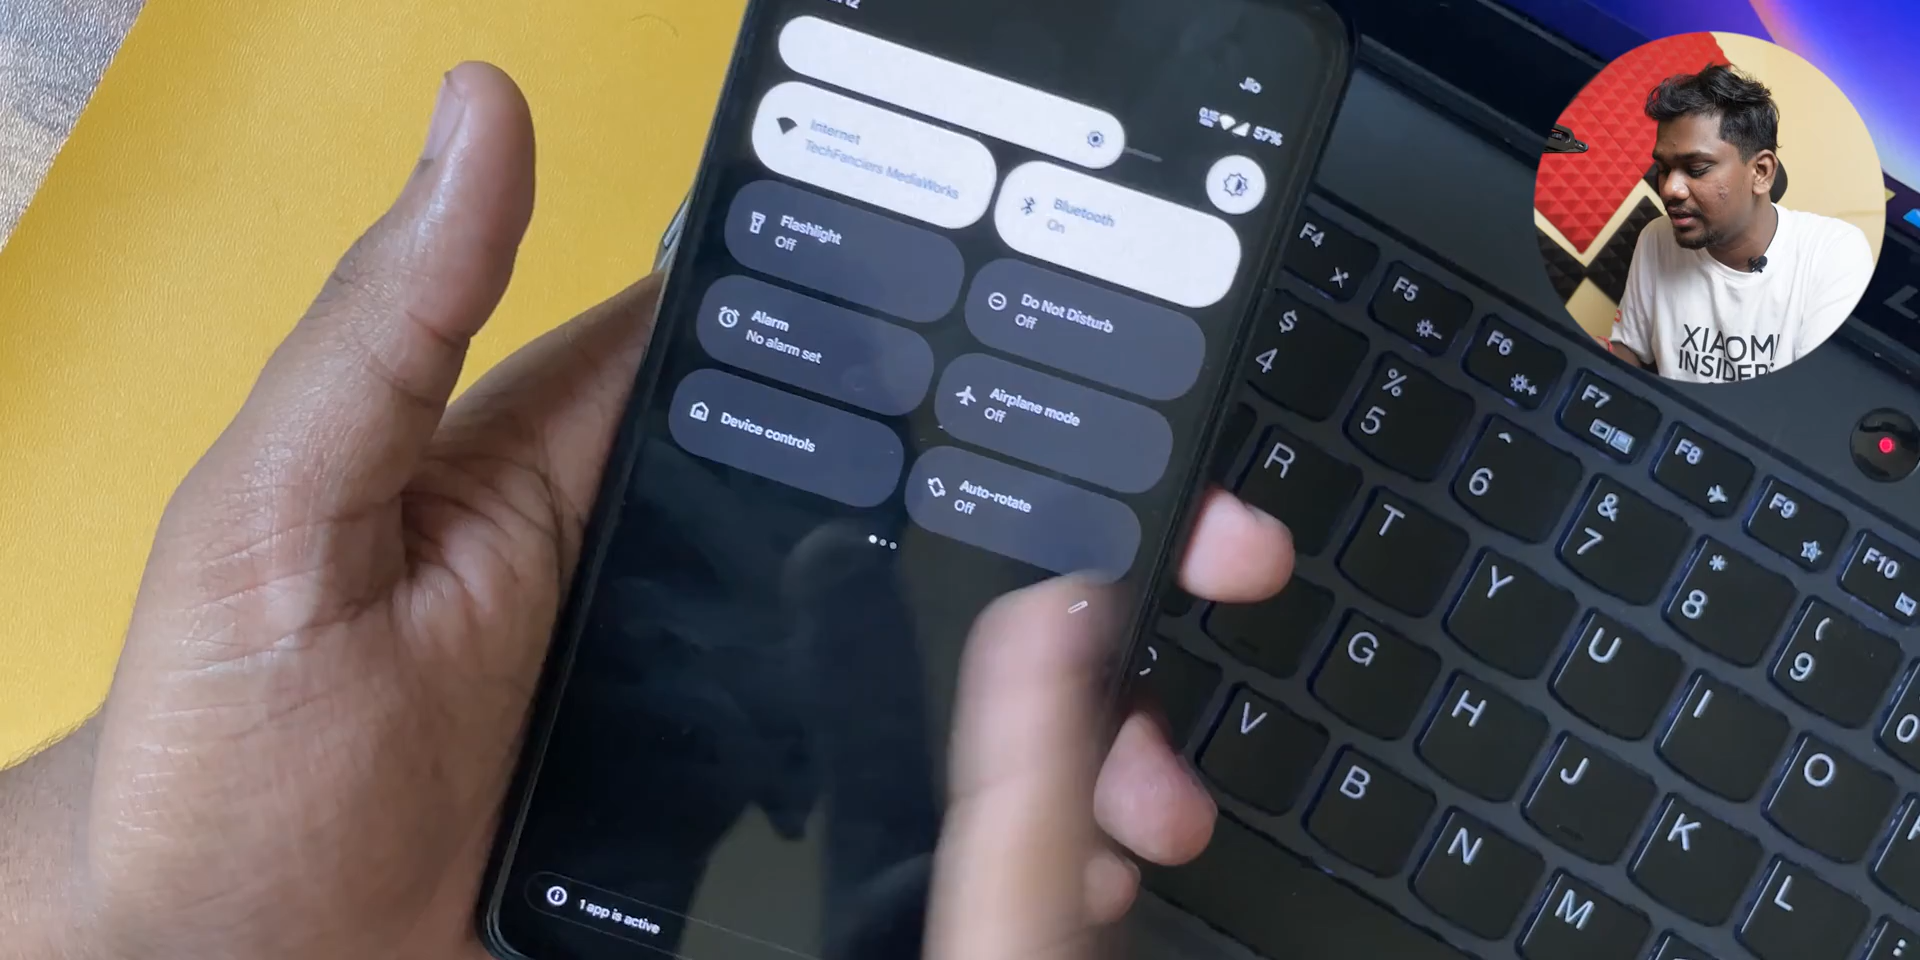 Jio
57%
Internet
TechFanciers MediaWorks
Bluetooth
On
Flashlight
Off
Do Not Disturb
Off
Alarm
No alarm set
Airplane mode
Off
Device controls
Auto-rotate
Off
1 app is active
XIAOMI
INSIDER
F4
F5
F6
F7
F8
F9
F10
$
4
%
5
^
6
&
7
*
8
(
9
0
R
T
Y
U
I
O
G
H
J
K
L
V
B
N
M